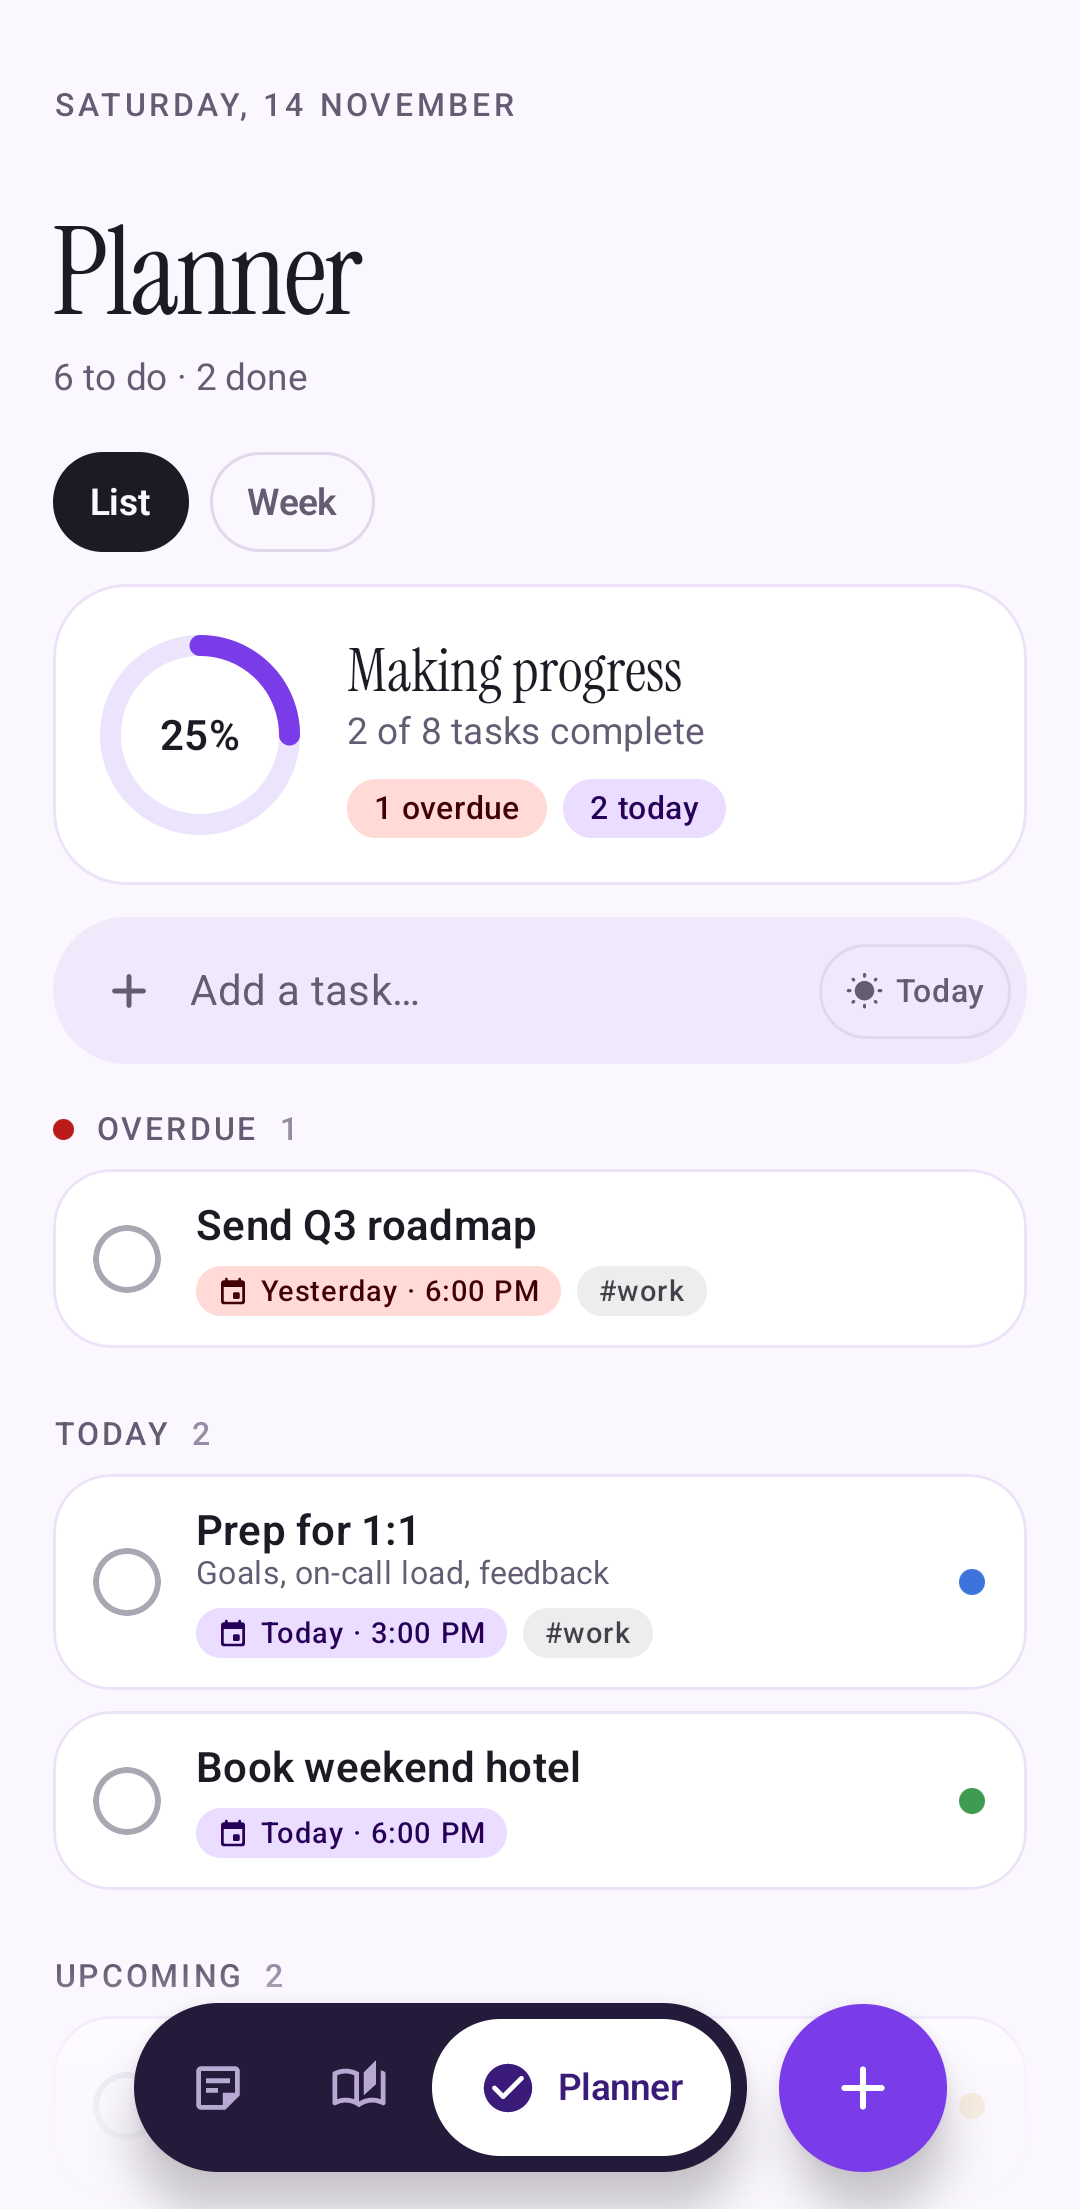 SATURDAY, 14 NOVEMBER
Planner
6 to do · 2 done
List
Week
25%
Making progress
2 of 8 tasks complete
1 overdue
2 today
Add a task…
Today
OVERDUE 1
Send Q3 roadmap
Yesterday · 6:00 PM
#work
TODAY 2
Prep for 1:1
Goals, on-call load, feedback
Today · 3:00 PM
#work
Book weekend hotel
Today · 6:00 PM
UPCOMING 2
Planner